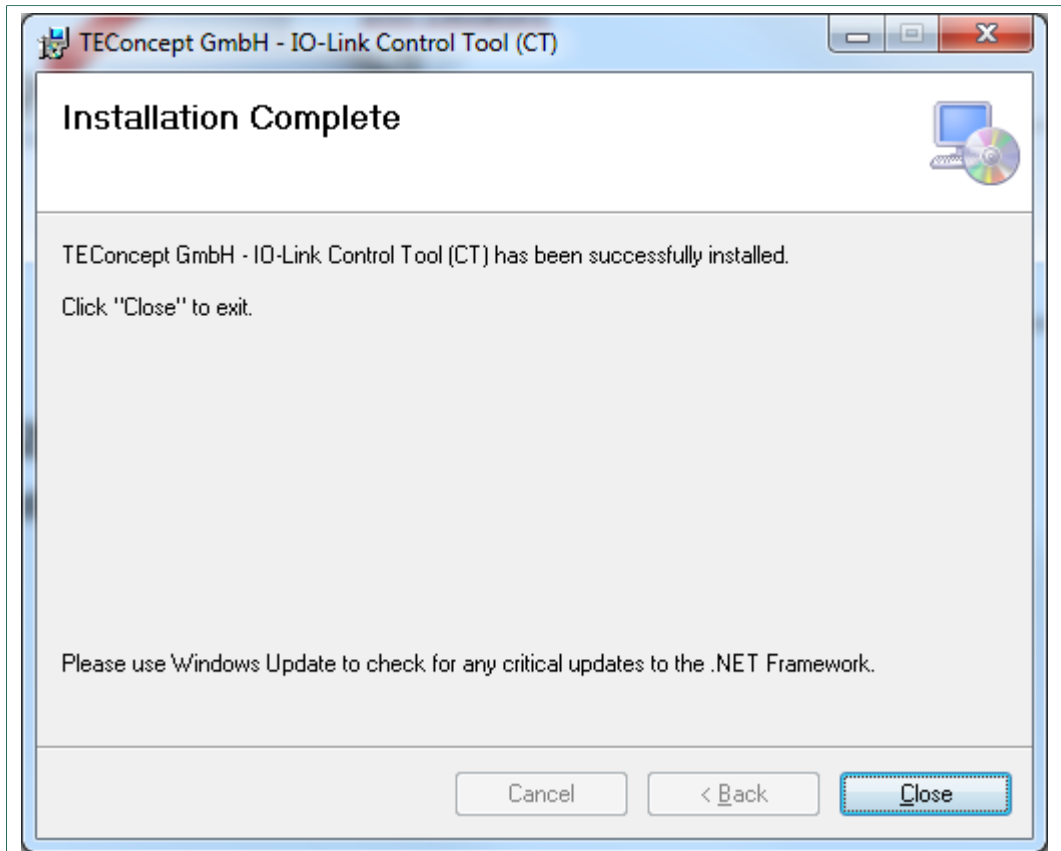 TEConcept GmbH - IO-Link Control Tool (CT)
Installation Complete
TEConcept GmbH - IO-Link Control Tool (CT) has been successfully installed.
Click "Close" to exit.
Please use Windows Update to check for any critical updates to the .NET Framework.
Cancel
< Back
Close